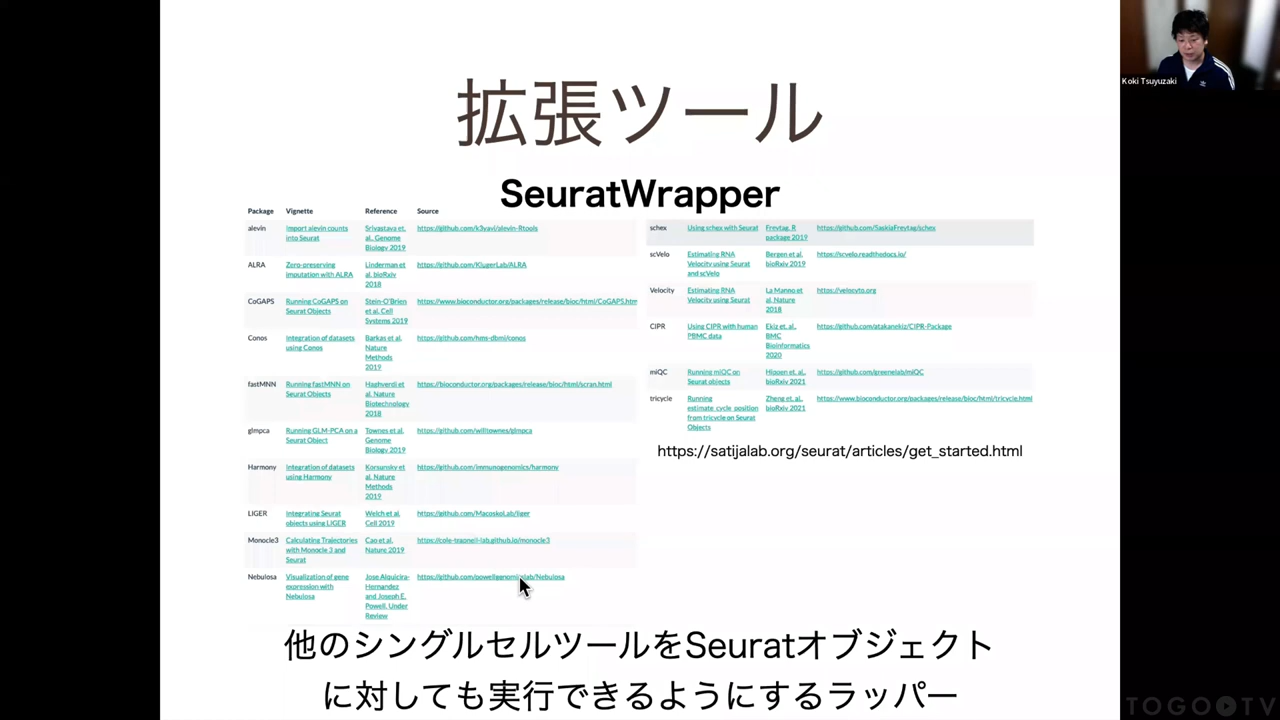 拡張ツール
SeuratWrapper
Package Vignette Reference Source
alevin Import alevin counts Srivastava et. https://github.com/k3yavi/alevin-Rtools
into Seurat al., Genome
Biology 2019
ALRA Zero-preserving Linderman et https://github.com/KlugerLab/ALRA
imputation with ALRA al, bioRxiv
2018
CoGAPS Running CoGAPS on Stein-O'Brien https://www.bioconductor.org/packages/release/bioc/html/CoGAPS.htm
Seurat Objects et al, Cell
Systems 2019
Conos Integration of datasets Barkas et al, https://github.com/hms-dbmi/conos
using Conos Nature
Methods
2019
fastMNN Running fastMNN on Haghverdi et https://bioconductor.org/packages/release/bioc/html/scran.html
Seurat Objects al, Nature
Biotechnology
2018
glmpca Running GLM-PCA on a Townes et al, https://github.com/willtownes/glmpca
Seurat Object Genome
Biology 2019
Harmony Integration of datasets Korsunsky et https://github.com/immunogenomics/harmony
using Harmony al, Nature
Methods
2019
LIGER Integrating Seurat Welch et al, https://github.com/MacoskoLab/liger
objects using LIGER Cell 2019
Monocle3 Calculating Trajectories Cao et al, https://cole-trapnell-lab.github.io/monocle3
with Monocle 3 and Nature 2019
Seurat
Nebulosa Visualization of gene Jose Alquicira- https://github.com/powellgenomicslab/Nebulosa
expression with Hernandez
Nebulosa and Joseph E.
Powell, Under
Review
schex Using schex with Seurat Freytag, R https://github.com/SaskiaFreytag/schex
package 2019
scVelo Estimating RNA Bergen et al, https://scvelo.readthedocs.io/
Velocity using Seurat bioRxiv 2019
and scVelo
Velocity Estimating RNA La Manno et https://velocyto.org
Velocity using Seurat al, Nature
2018
CIPR Using CIPR with human Ekiz et. al., https://github.com/atakanekiz/CIPR-Package
PBMC data BMC
Bioinformatics
2020
miQC Running miQC on Hippen et. al., https://github.com/greenelab/miQC
Seurat objects bioRxiv 2021
tricycle Running Zheng et. al., https://www.bioconductor.org/packages/release/bioc/html/tricycle.html
estimate_cycle_position bioRxiv 2021
from tricycle on Seurat
Objects
https://satijalab.org/seurat/articles/get_started.html
他のシングルセルツールをSeuratオブジェクト
に対しても実行できるようにするラッパー
Koki Tsuyuzaki
TOGO TV